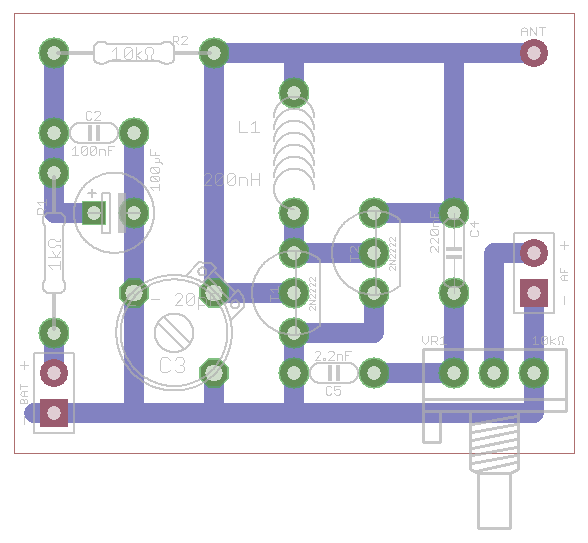 ANT
R2
10kΩ
C2
100nF
100µF
+
L1
200nH
R1
1kΩ
T2
2N2222
220nF
C4
+
AF
-
T1
2N2222
- 20p
C3
2.2nF
C5
VR1
10kΩ
+
BAT
-